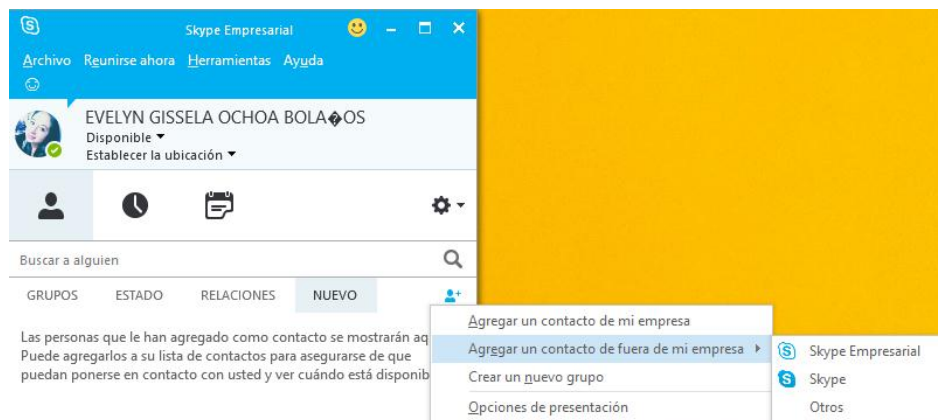 Skype Empresarial
Archivo Reunirse ahora Herramientas Ayuda
EVELYN GISSELA OCHOA BOLA�OS
Disponible
Establecer la ubicación
Buscar a alguien
GRUPOS ESTADO RELACIONES NUEVO
Las personas que le han agregado como contacto se mostrarán aq
Puede agregarlos a su lista de contactos para asegurarse de que
puedan ponerse en contacto con usted y ver cuándo está disponib
Agregar un contacto de mi empresa
Agregar un contacto de fuera de mi empresa
Crear un nuevo grupo
Opciones de presentación
Skype Empresarial
Skype
Otros